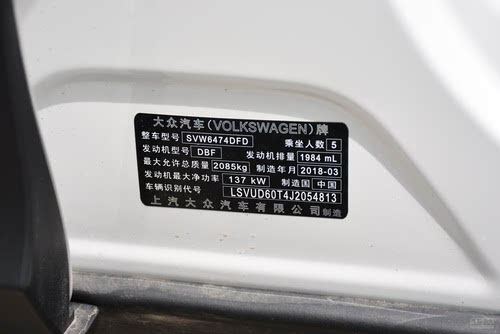 大众汽车(VOLKSWAGEN)牌
整车型号 SVW6474DFD 乘坐人数 5
发动机型号 DBF 发动机排量 1984 mL
最大允许总质量 2085kg 制造年月 2018-03
发动机最大净功率 137 kW 制造国 中国
车辆识别代号 LSVUD60T4J2054813
上汽大众汽车有限公司制造